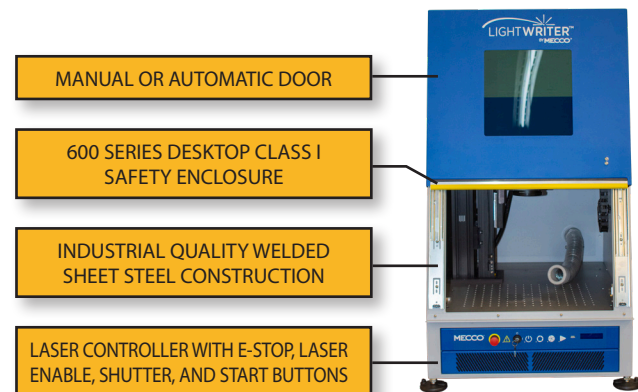 LIGHTWRITER™
BY MECCO®
MANUAL OR AUTOMATIC DOOR
600 SERIES DESKTOP CLASS I
SAFETY ENCLOSURE
INDUSTRIAL QUALITY WELDED
SHEET STEEL CONSTRUCTION
MECCO
LASER CONTROLLER WITH E-STOP, LASER
ENABLE, SHUTTER, AND START BUTTONS